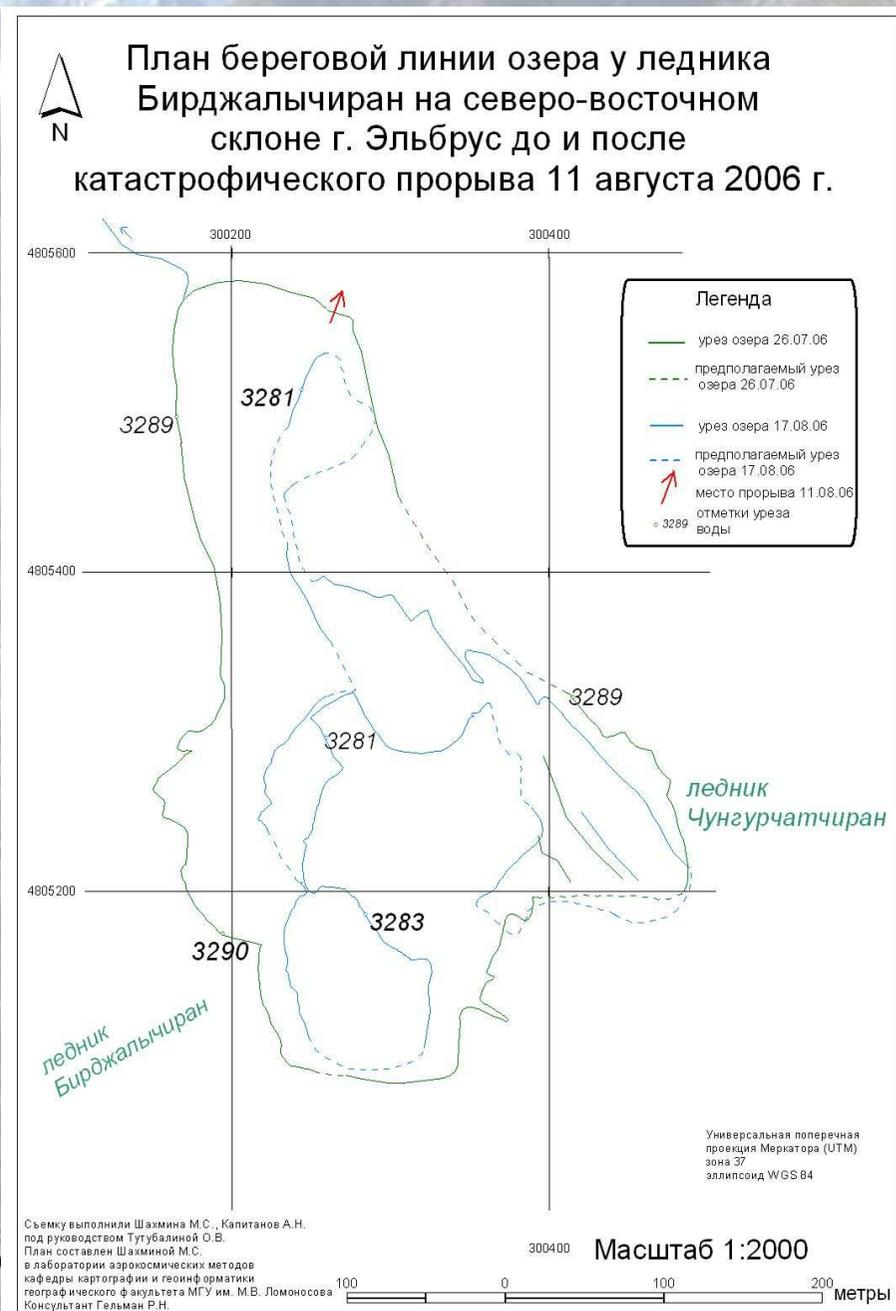 План береговой линии озера у ледника
Бирджалычиран на северо-восточном
склоне г. Эльбрус до и после
катастрофического прорыва 11 августа 2006 г.
N
300200
300400
4805600
Легенда
урез озера 26.07.06
предполагаемый урез
озера 26.07.06
урез озера 17.08.06
предполагаемый урез
озера 17.08.06
место прорыва 11.08.06
3289
отметки уреза
воды
3281
3289
4805400
3289
3281
ледник
Чунгурчатчиран
4805200
3283
3290
ледник
Бирджалычиран
Универсальная поперечная
проекция Меркатора (UTM)
зона 37
эллипсоид WGS 84
Съемку выполнили Шахмина М.С., Капитанов А.Н.
под руководством Тутубалиной О.В.
План составлен Шахминой М.С.
в лаборатории аэрокосмических методов
кафедры картографии и геоинформатики
географического факультета МГУ им. М.В. Ломоносова
Консультант Гельман Р.Н.
300400
Масштаб 1:2000
100 0 100 200 метры